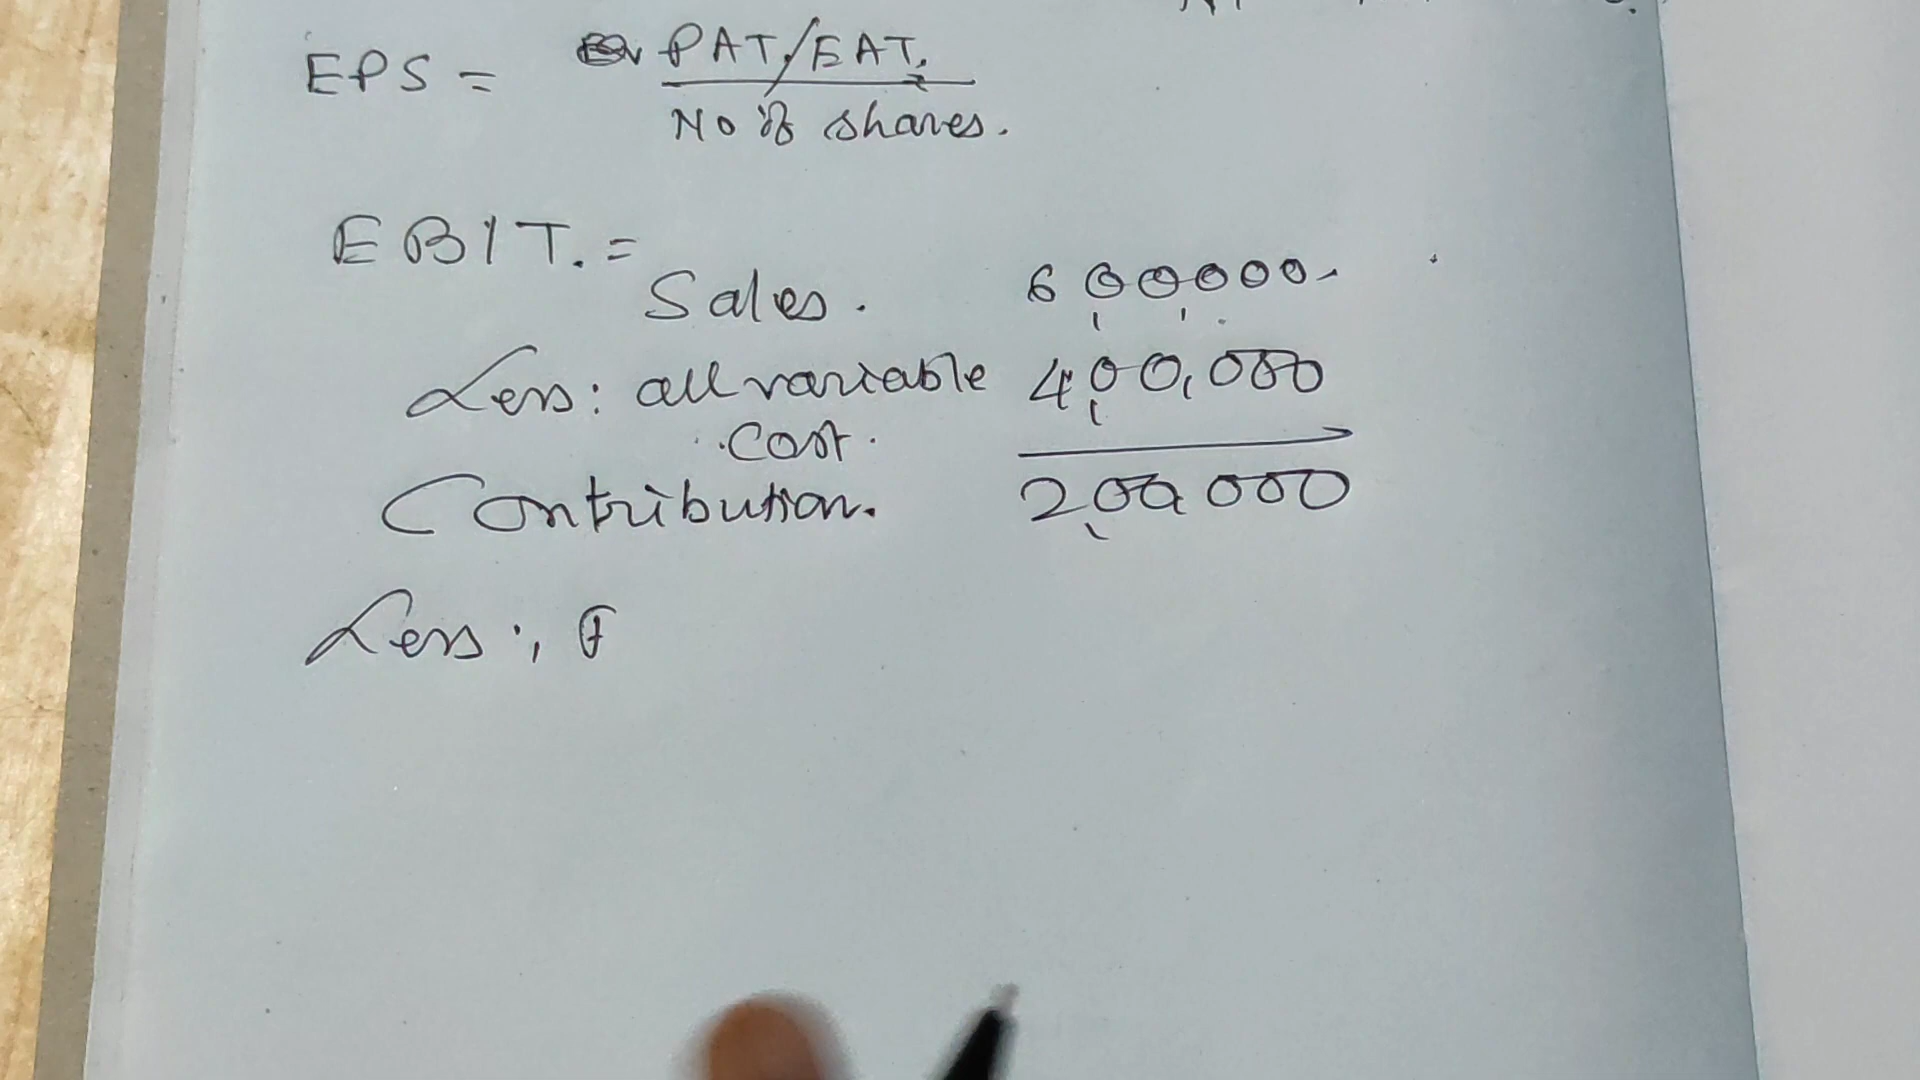 EPS = PAT/EAT.
No of shares.
EBIT. =
Sales. 600000
Less: all variable 400,000
cost.
Contribution. 200000
Less: F